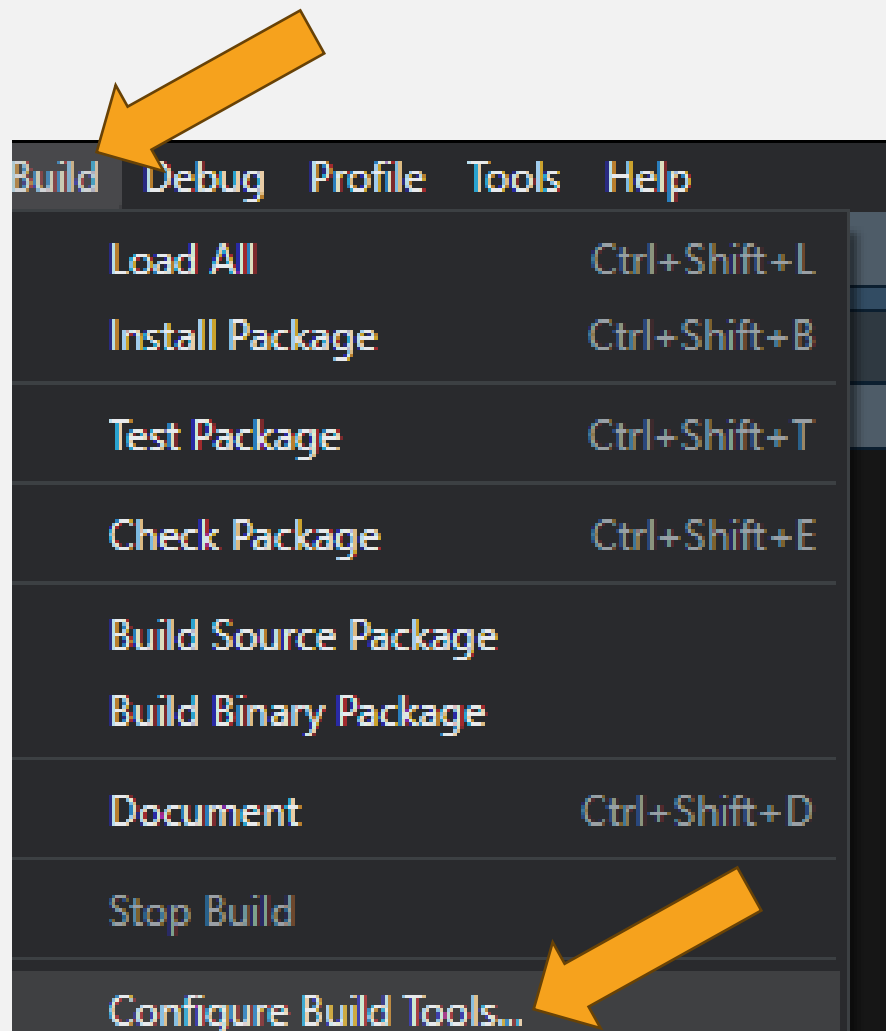 Build Debug Profile Tools Help
Load All Ctrl+Shift+L
Install Package Ctrl+Shift+B
Test Package Ctrl+Shift+T
Check Package Ctrl+Shift+E
Build Source Package
Build Binary Package
Document Ctrl+Shift+D
Stop Build
Configure Build Tools...